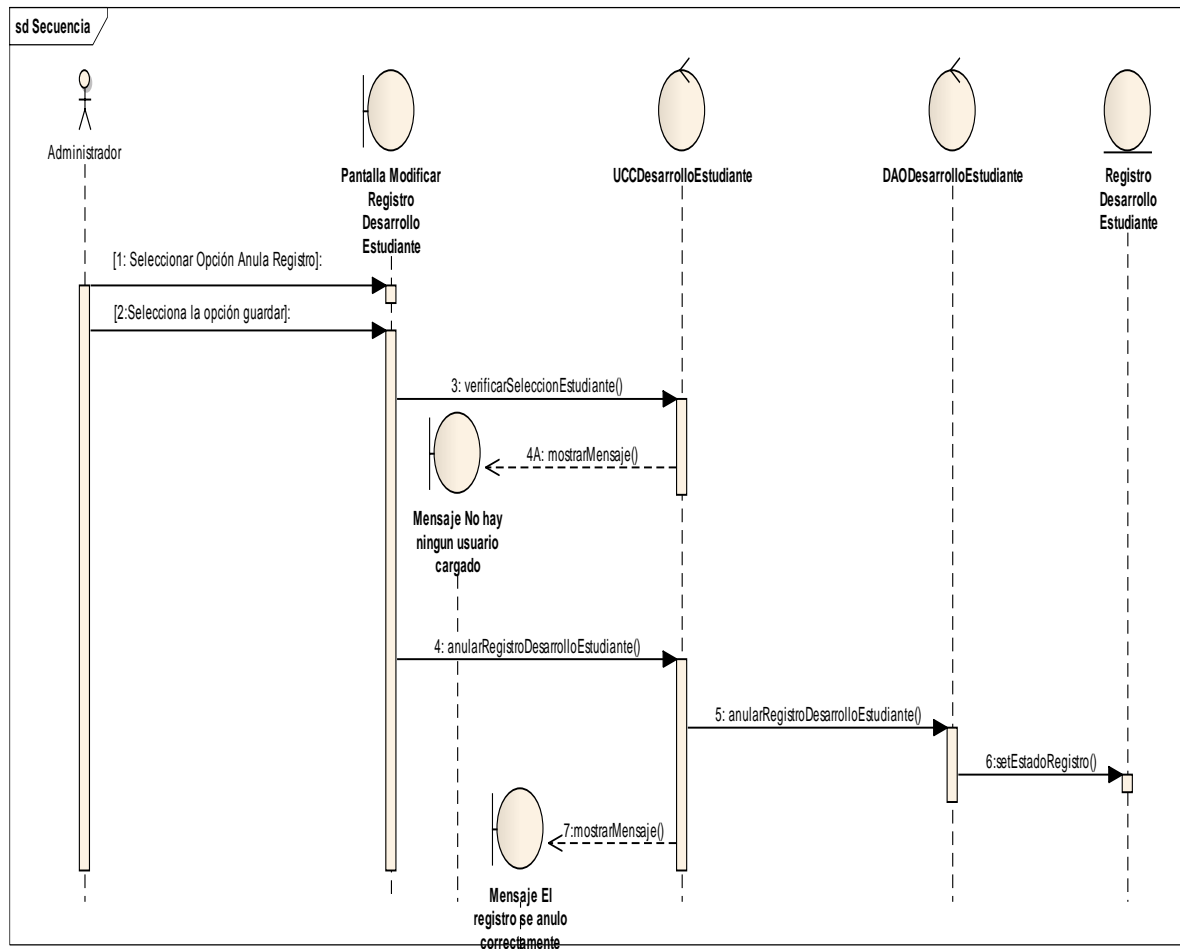 sd Secuencia
Administrador
Pantalla Modificar
Registro
Desarrollo
Estudiante
UCCDesarrolloEstudiante
DAODesarrolloEstudiante
Registro
Desarrollo
Estudiante
[1: Seleccionar Opción Anula Registro]:
[2:Selecciona la opción guardar]:
3: verificarSeleccionEstudiante()
4A: mostrarMensaje()
Mensaje No hay
ningun usuario
cargado
4: anularRegistroDesarrolloEstudiante()
5: anularRegistroDesarrolloEstudiante()
6:setEstadoRegistro()
7:mostrarMensaje()
Mensaje El
registro se anulo
correctamente